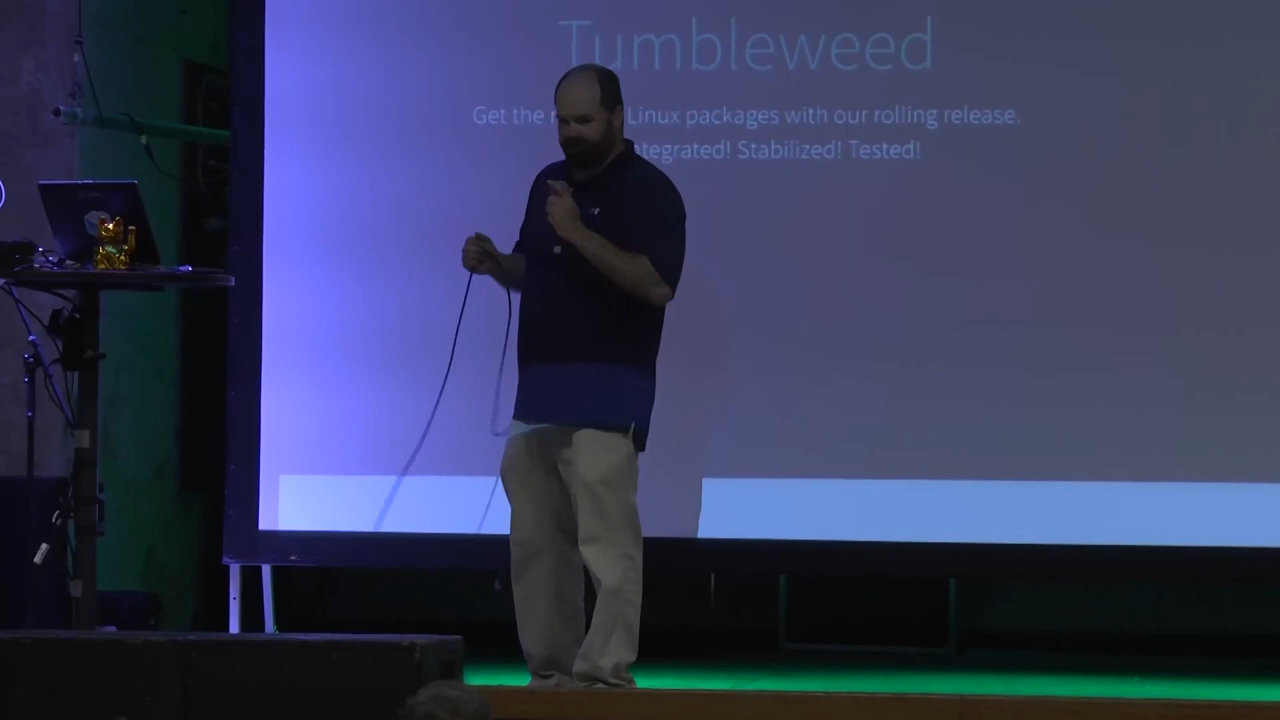 Tumbleweed
Get the Linux packages with our rolling release.
ntegrated! Stabilized! Tested!